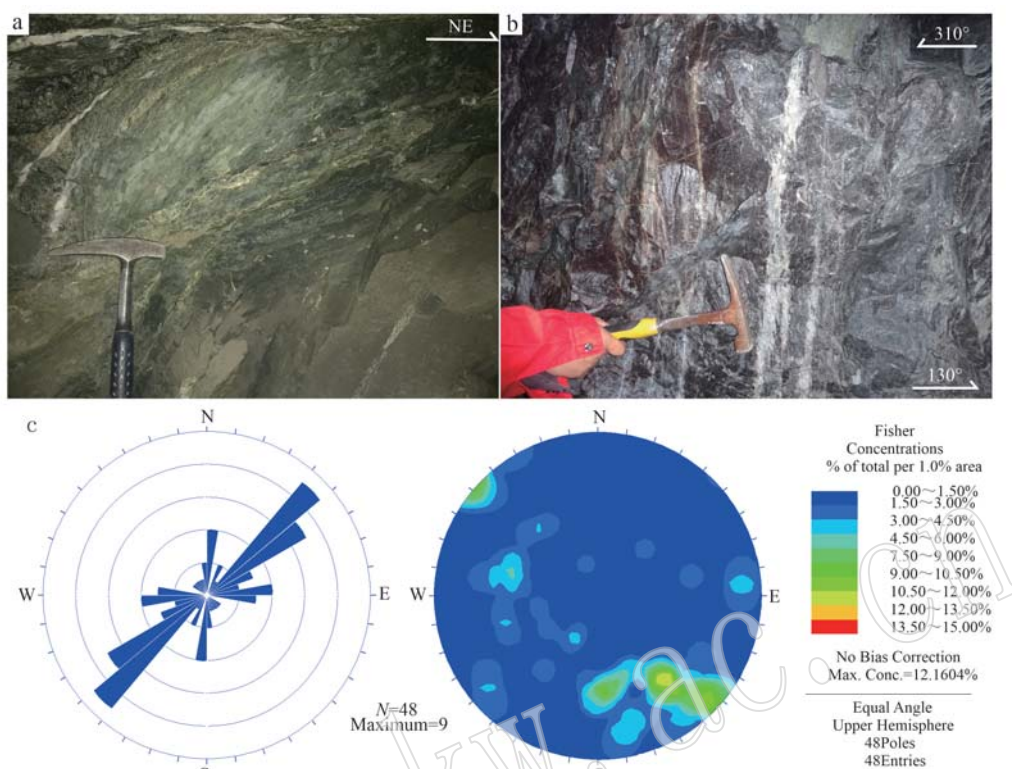 a
NE
b
310°
130°
c
N
W
E
N=48
Maximum=9
N
W
E
Fisher
Concentrations
% of total per 1.0% area
0.00~1.50%
1.50~3.00%
3.00~4.50%
4.50~6.00%
7.50~9.00%
9.00~10.50%
10.50~12.00%
12.00~13.50%
13.50~15.00%
No Bias Correction
Max. Conc.=12.1604%
Equal Angle
Upper Hemisphere
48Poles
48Entries
kw.ac.cn